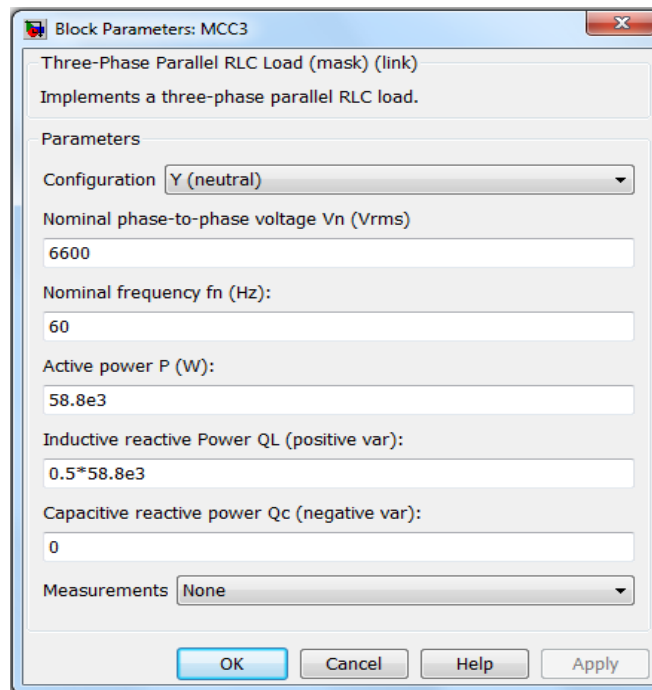 Block Parameters: MCC3
Three-Phase Parallel RLC Load (mask) (link)
Implements a three-phase parallel RLC load.
Parameters
Configuration Y (neutral)
Nominal phase-to-phase voltage Vn (Vrms)
6600
Nominal frequency fn (Hz):
60
Active power P (W):
58.8e3
Inductive reactive Power QL (positive var):
0.5*58.8e3
Capacitive reactive power Qc (negative var):
0
Measurements None
OK Cancel Help Apply